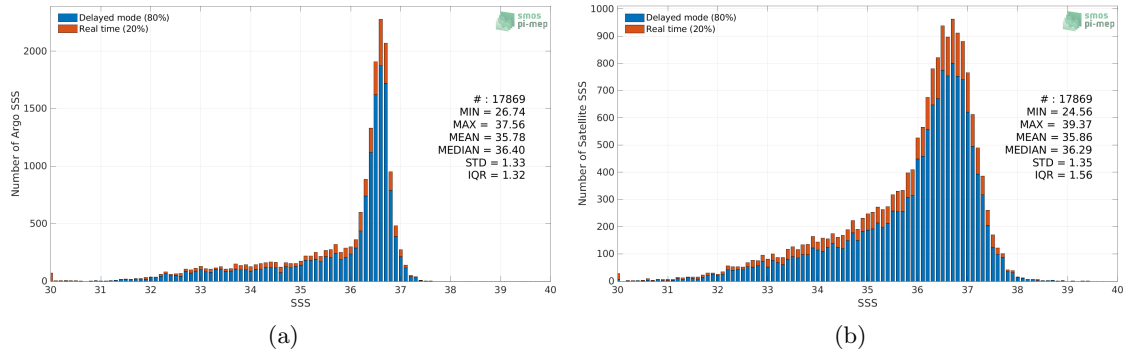 Delayed mode (80%)
Real time (20%)
smos
pi-mep
Number of Argo SSS
2000
1500
1000
500
0
# : 17869
MIN = 26.74
MAX = 37.56
MEAN = 35.78
MEDIAN = 36.40
STD = 1.33
IQR = 1.32
30 31 32 33 34 35 36 37 38 39 40
SSS
(a)
Delayed mode (80%)
Real time (20%)
smos
pi-mep
Number of Satellite SSS
1000
900
800
700
600
500
400
300
200
100
0
# : 17869
MIN = 24.56
MAX = 39.37
MEAN = 35.86
MEDIAN = 36.29
STD = 1.35
IQR = 1.56
30 31 32 33 34 35 36 37 38 39 40
SSS
(b)